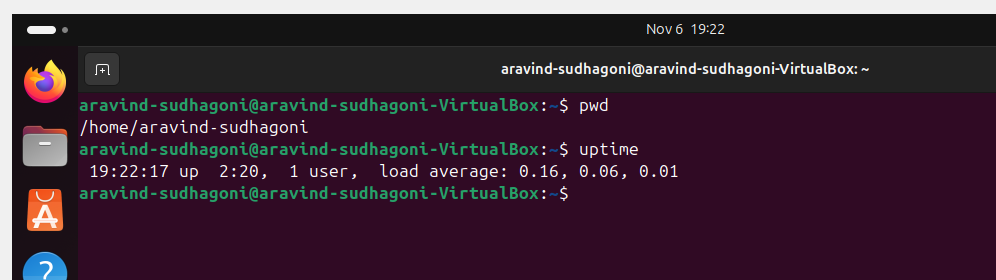 Nov 6 19:22
aravind-sudhagoni@aravind-sudhagoni-VirtualBox: ~
aravind-sudhagoni@aravind-sudhagoni-VirtualBox:~$ pwd
/home/aravind-sudhagoni
aravind-sudhagoni@aravind-sudhagoni-VirtualBox:~$ uptime
 19:22:17 up  2:20,  1 user,  load average: 0.16, 0.06, 0.01
aravind-sudhagoni@aravind-sudhagoni-VirtualBox:~$